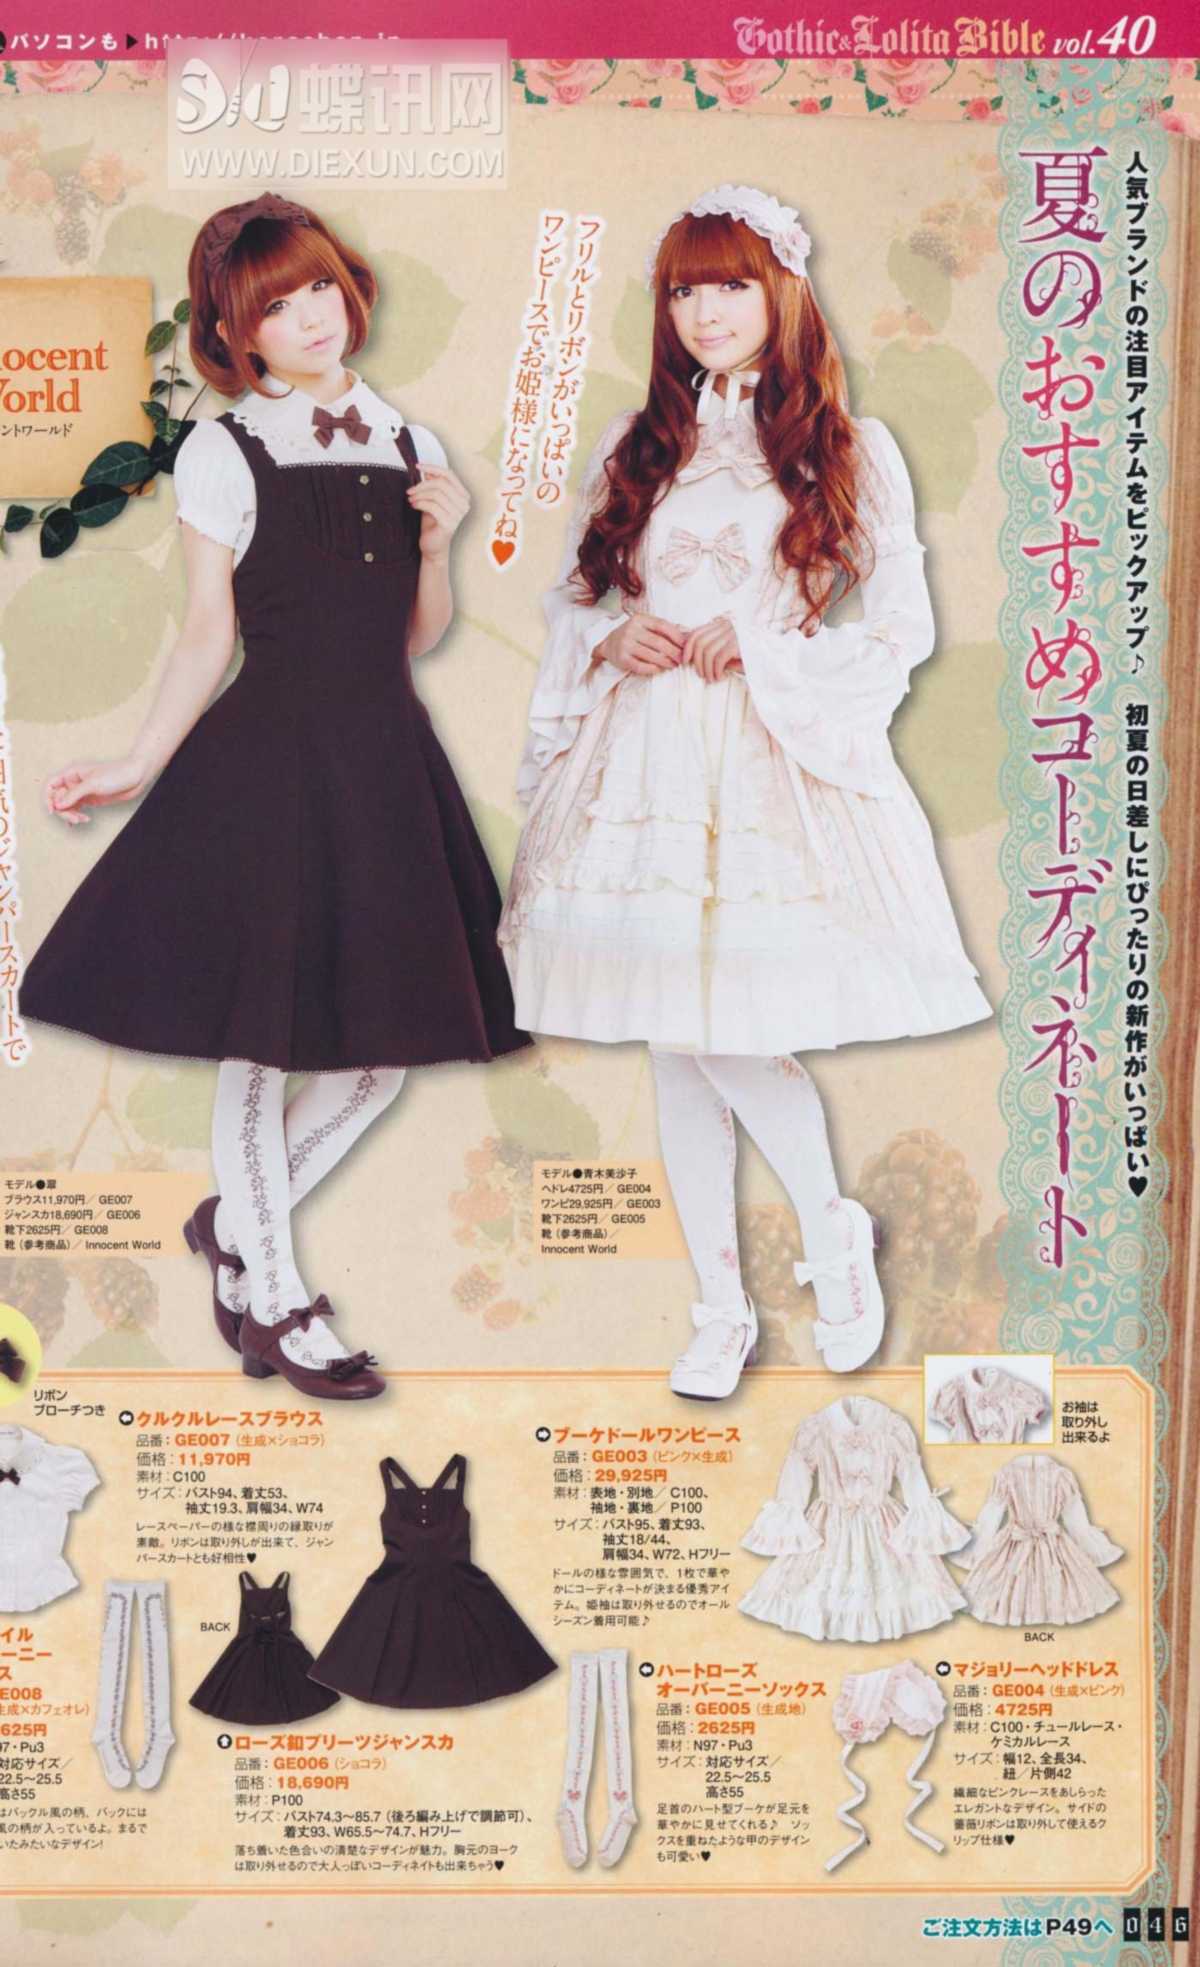 パソコンも▶
Gothic&Lolita Bible vol.40
蝶讯网
WWW.DIEXUN.COM
人気ブランドの注目アイテムをピックアップ♪ 初夏の日差しにぴったりの新作がいっぱい♥
夏のおすすめコーディネート
フリルとリボンがいっぱいの
ワンピースでお姫様になってね♥
ocent
orld
ントワールド
ジャンパースカートで
モデル●翠
ブラウス11,970円／GE007
ジャンスカ18,690円／GE006
靴下2625円／GE008
靴（参考商品）／Innocent World
モデル●青木美沙子
ヘドレ4725円／GE004
ワンピ29,925円／GE003
靴下2625円／GE005
靴（参考商品）／
Innocent World
リボン
ブローチつき
クルクルレースブラウス
品番：GE007（生成×ショコラ）
価格：11,970円
素材：C100
サイズ：バスト94、着丈53、
袖丈19.3、肩幅34、W74
レースペーパーの様な襟周りの縁取りが
素敵。リボンは取り外しが出来て、ジャン
パースカートとも好相性♥
BACK
イル
ーニー
ス
E008
生成×カフェオレ)
625円
97・Pu3
対応サイズ／
22.5〜25.5
高さ55
はバックル風の柄、バックには
風の柄が入っているよ。まるで
いたみたいなデザイン!
ローズ釦プリーツジャンスカ
品番：GE006（ショコラ）
価格：18,690円
素材：P100
サイズ：バスト74.3〜85.7（後ろ編み上げで調節可）、
着丈93、W65.5〜74.7、Hフリー
落ち着いた色合いの清楚なデザインが魅力。胸元のヨーク
は取り外せるので大人っぽいコーディネイトも出来ちゃう♥
ブーケドールワンピース
品番：GE003（ピンク×生成）
価格：29,925円
素材：表地・別地／C100、
袖地・裏地／P100
サイズ：バスト95、着丈93、
袖丈18/44、
肩幅34、W72、Hフリー
ドールの様な雰囲気で、1枚で華や
かにコーディネートが決まる優秀アイ
テム。姫袖は取り外せるのでオール
シーズン着用可能♪
お袖は
取り外し
出来るよ
BACK
ハートローズ
オーバーニーソックス
品番：GE005（生成地）
価格：2625円
素材：N97・Pu3
サイズ：対応サイズ／
22.5〜25.5
高さ55
足首のハート型ブーケが足元を
華やかに見せてくれる♪ ソッ
クスを重ねたような甲のデザイン
も可愛い♥
マジョリーヘッドドレス
品番：GE004（生成×ピンク）
価格：4725円
素材：C100・チュールレース・
ケミカルレース
サイズ：幅12、全長34、
紐／片側42
繊細なピンクレースをあしらった
エレガントなデザイン。サイドの
薔薇リボンは取り外して使えるク
リップ仕様♥
ご注文方法はP49へ 046